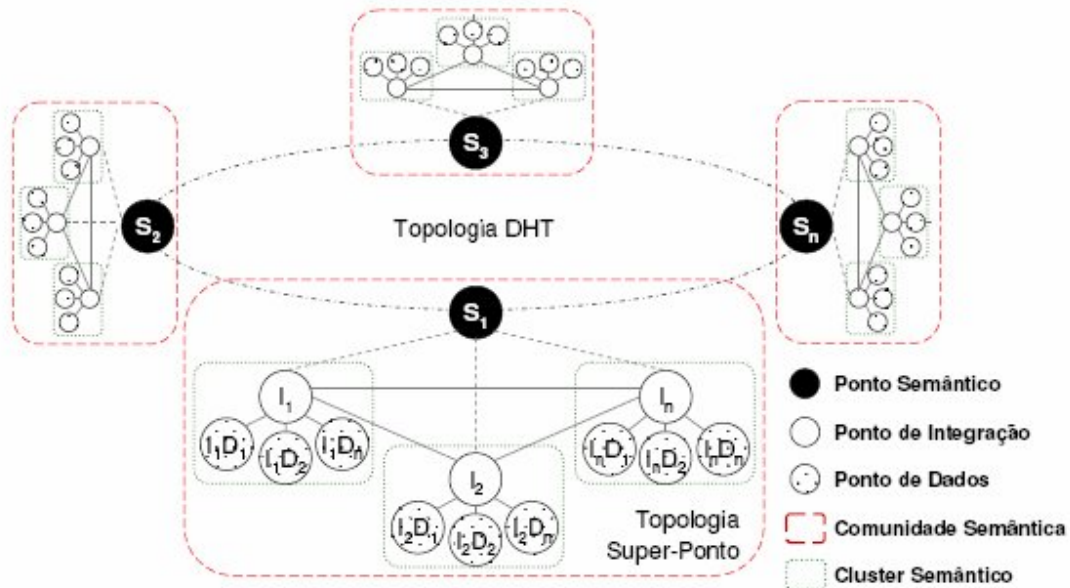 S3
S2
Topologia DHT
Sn
S1
I1
In
I1D1
I1D2
I1Dn
InD1
InD2
InDn
I2
I2D1
I2D2
I2Dn
Topologia
Super-Ponto
Ponto Semântico
Ponto de Integração
Ponto de Dados
Comunidade Semântica
Cluster Semântico